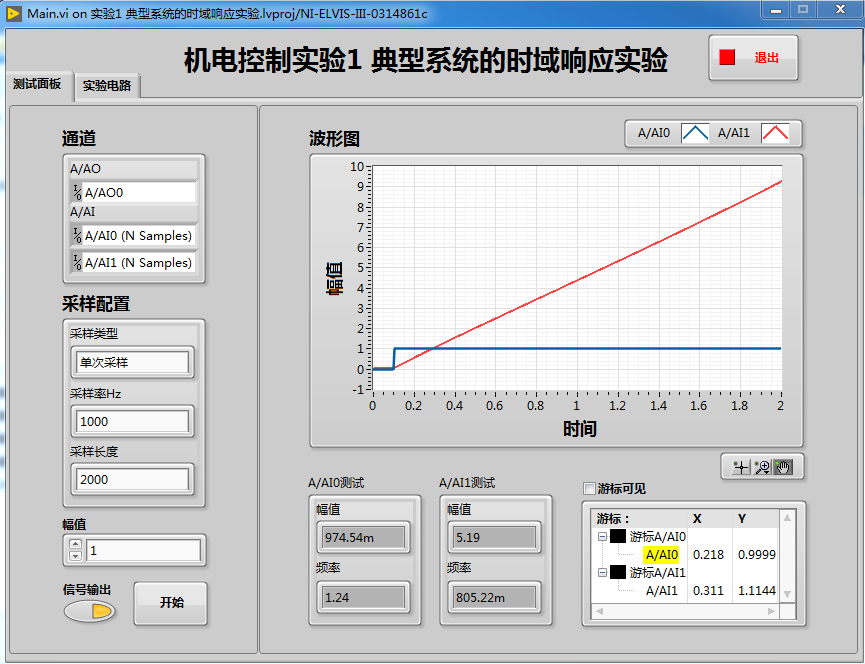 Main.vi on 实验1 典型系统的时域响应实验.lvproj/NI-ELVIS-III-0314861c
机电控制实验1 典型系统的时域响应实验
退出
测试面板
实验电路
通道
A/AO
A/AO0
A/AI
A/AI0 (N Samples)
A/AI1 (N Samples)
采样配置
采样类型
单次采样
采样率Hz
1000
采样长度
2000
幅值
1
信号输出
开始
波形图
A/AI0
A/AI1
10
9
8
7
6
5
4
3
2
1
0
-1
幅值
0 0.2 0.4 0.6 0.8 1 1.2 1.4 1.6 1.8 2
时间
A/AI0测试
幅值
974.54m
频率
1.24
A/AI1测试
幅值
5.19
频率
805.22m
游标可见
游标： X Y
游标A/AI0
A/AI0 0.218 0.9999
游标A/AI1
A/AI1 0.311 1.1144